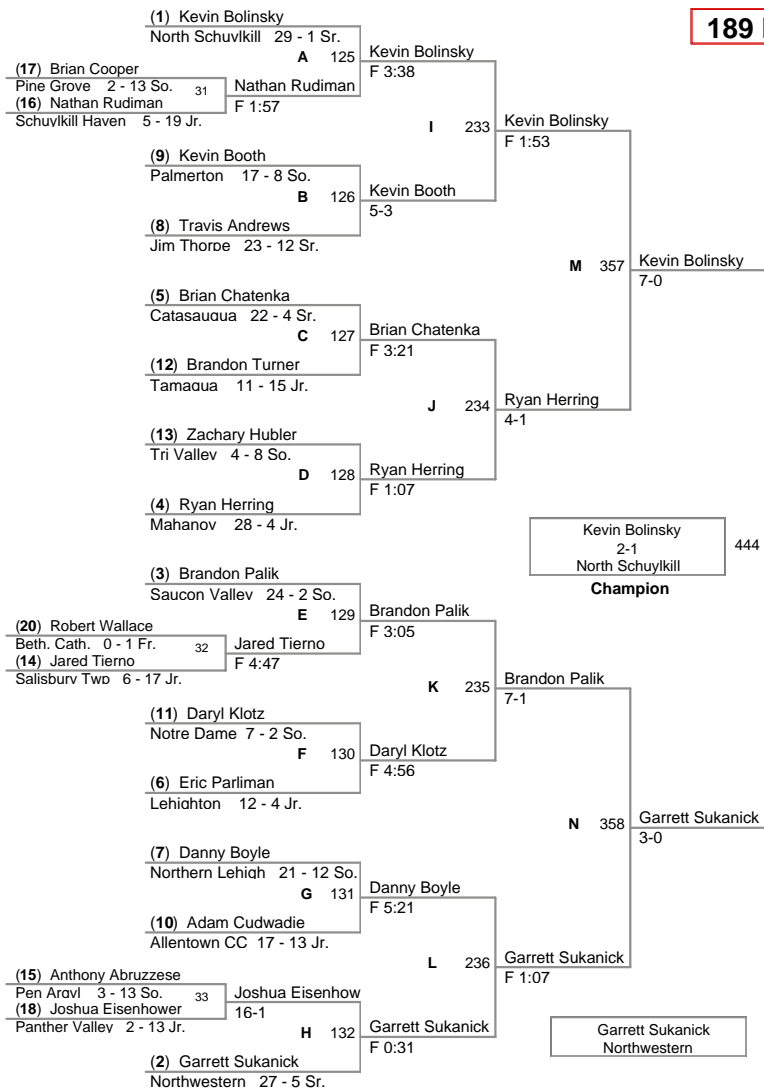 (1) Kevin Bolinsky
189
North Schuylkill 29 - 1 Sr.
A 125
Kevin Bolinsky
F 3:38
(17) Brian Cooper
Pine Grove 2 - 13 So.
31
Nathan Rudiman
F 1:57
(16) Nathan Rudiman
Schuylkill Haven 5 - 19 Jr.
I 233
Kevin Bolinsky
F 1:53
(9) Kevin Booth
Palmerton 17 - 8 So.
B 126
Kevin Booth
5-3
(8) Travis Andrews
Jim Thorpe 23 - 12 Sr.
M 357
Kevin Bolinsky
7-0
(5) Brian Chatenka
Catasauqua 22 - 4 Sr.
C 127
Brian Chatenka
F 3:21
(12) Brandon Turner
Tamaqua 11 - 15 Jr.
J 234
Ryan Herring
4-1
(13) Zachary Hubler
Tri Valley 4 - 8 So.
D 128
Ryan Herring
F 1:07
(4) Ryan Herring
Mahanoy 28 - 4 Jr.
Kevin Bolinsky
2-1
North Schuylkill
444
Champion
(3) Brandon Palik
Saucon Valley 24 - 2 So.
E 129
Brandon Palik
F 3:05
(20) Robert Wallace
Beth. Cath. 0 - 1 Fr.
32
Jared Tierno
F 4:47
(14) Jared Tierno
Salisbury Twp 6 - 17 Jr.
K 235
Brandon Palik
7-1
(11) Daryl Klotz
Notre Dame 7 - 2 So.
F 130
Daryl Klotz
F 4:56
(6) Eric Parliman
Lehighton 12 - 4 Jr.
N 358
Garrett Sukanick
3-0
(7) Danny Boyle
Northern Lehigh 21 - 12 So.
G 131
Danny Boyle
F 5:21
(10) Adam Cudwadie
Allentown CC 17 - 13 Jr.
L 236
Garrett Sukanick
F 1:07
(15) Anthony Abruzzese
Pen Argyl 3 - 13 So.
33
Joshua Eisenhow
16-1
(18) Joshua Eisenhower
Panther Valley 2 - 13 Jr.
H 132
Garrett Sukanick
F 0:31
(2) Garrett Sukanick
Northwestern 27 - 5 Sr.
Garrett Sukanick
Northwestern